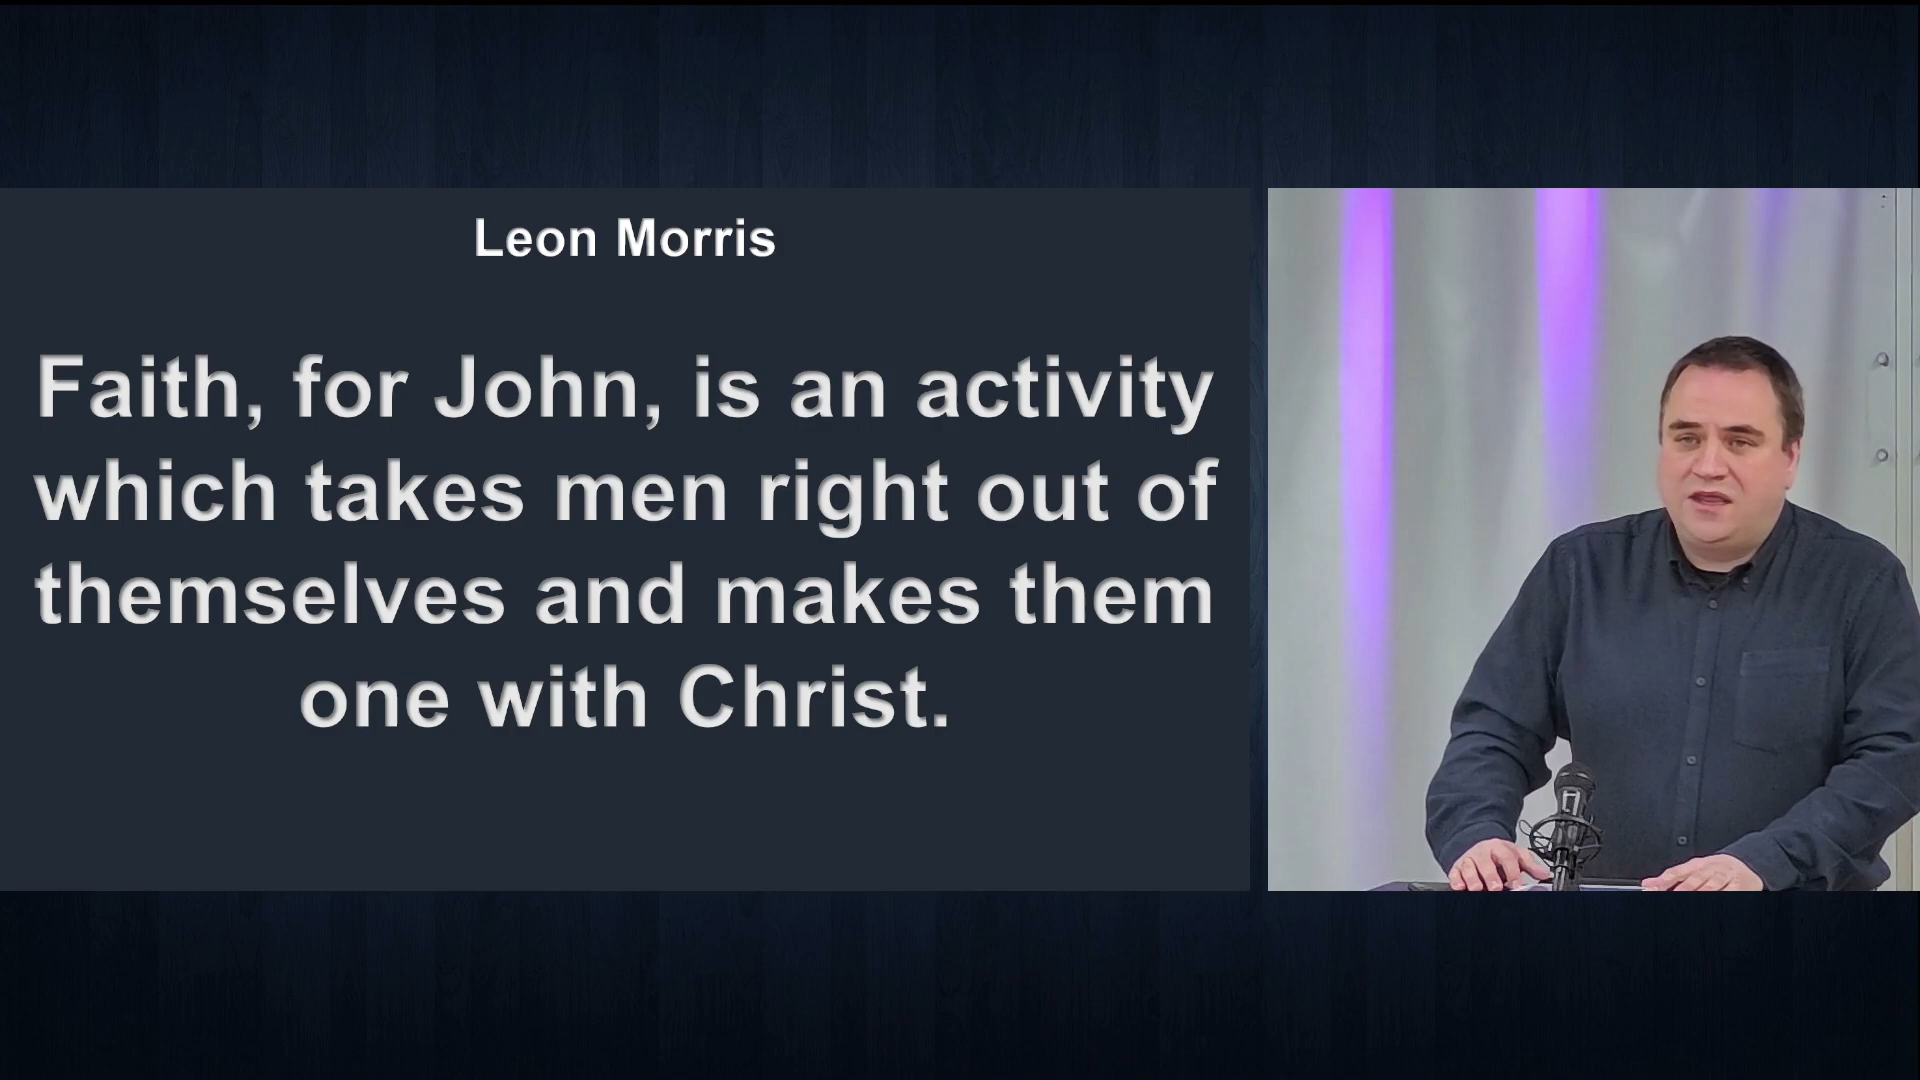 Leon Morris
Faith, for John, is an activity
which takes men right out of
themselves and makes them
one with Christ.